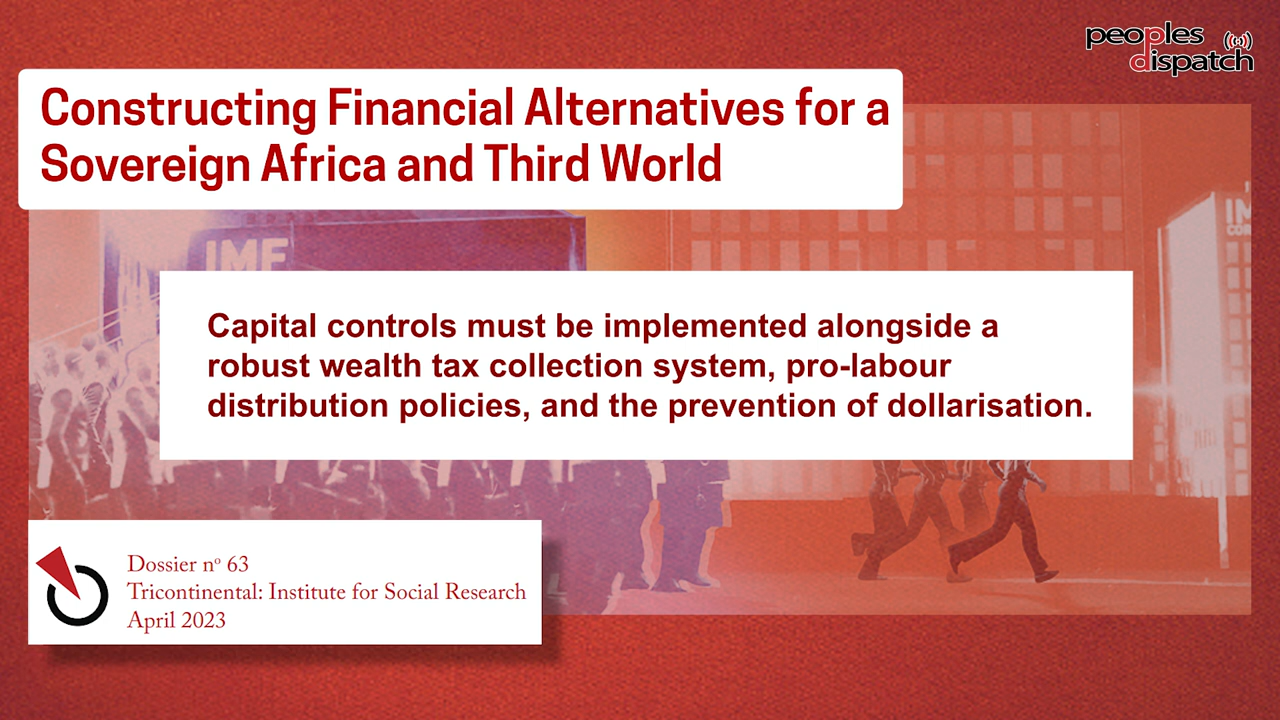 peoples
dispatch
Constructing Financial Alternatives for a
Sovereign Africa and Third World
IMF
IM
COR
Capital controls must be implemented alongside a
robust wealth tax collection system, pro-labour
distribution policies, and the prevention of dollarisation.
Dossier nº 63
Tricontinental: Institute for Social Research
April 2023